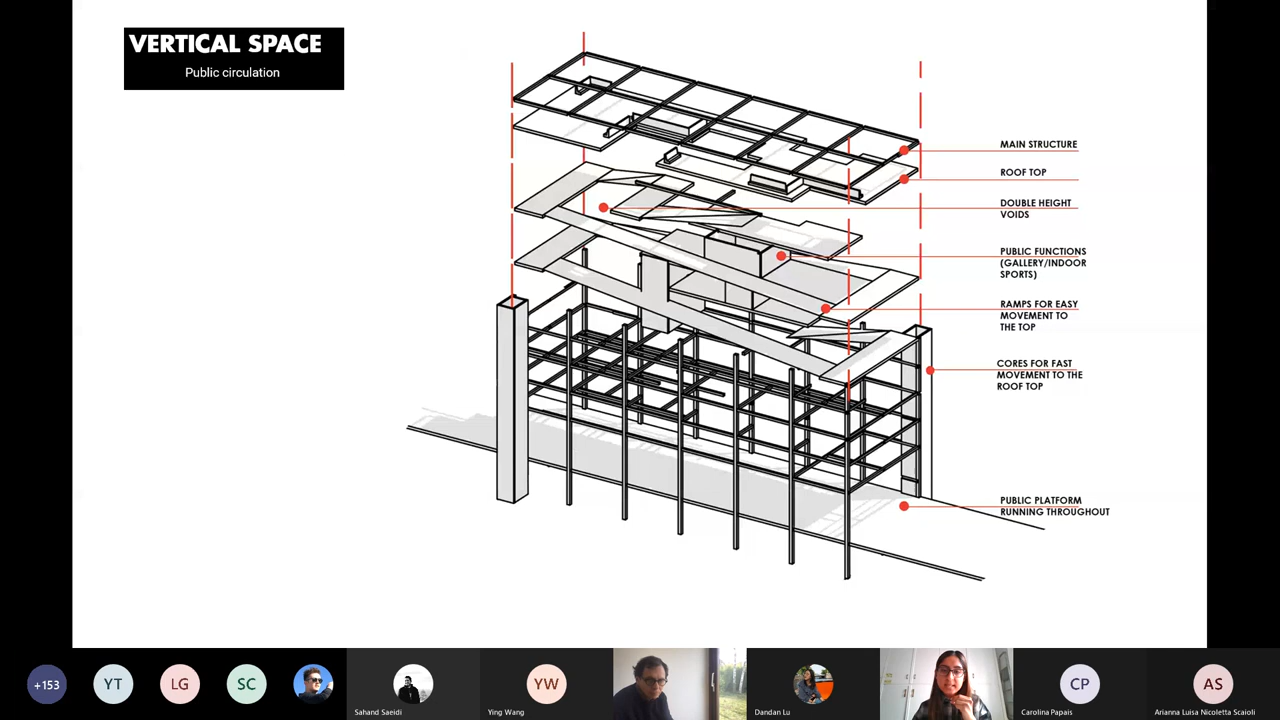 VERTICAL SPACE
Public circulation
MAIN STRUCTURE
ROOF TOP
DOUBLE HEIGHT
VOIDS
PUBLIC FUNCTIONS
(GALLERY/INDOOR
SPORTS)
RAMPS FOR EASY
MOVEMENT TO
THE TOP
CORES FOR FAST
MOVEMENT TO THE
ROOF TOP
PUBLIC PLATFORM
RUNNING THROUGHOUT
+153
YT
LG
SC
Sahand Saeidi
YW
Ying Wang
Dandan Lu
CP
Carolina Papais
AS
Arianna Luisa Nicoletta Scaioli